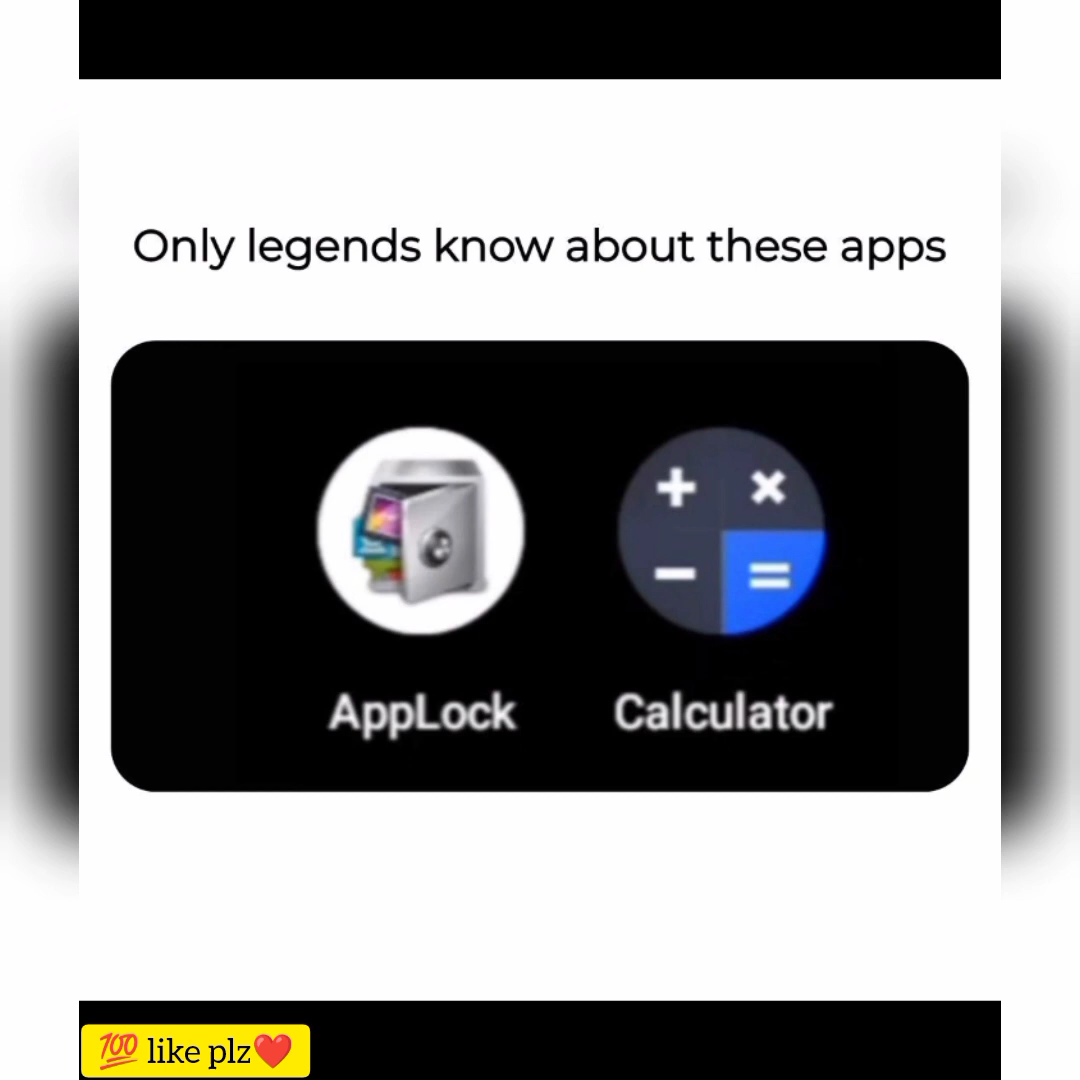 Only legends know about these apps
+ ×
− =
AppLock Calculator
💯 like plz❤️